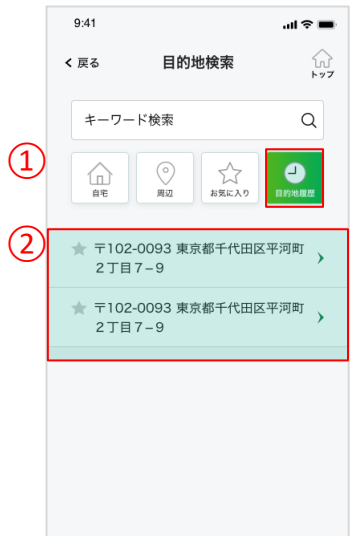 9:41
戻る
目的地検索
トップ
キーワード検索
①
自宅
周辺
お気に入り
目的地履歴
②
〒102-0093 東京都千代田区平河町
２丁目７−９
〒102-0093 東京都千代田区平河町
２丁目７−９